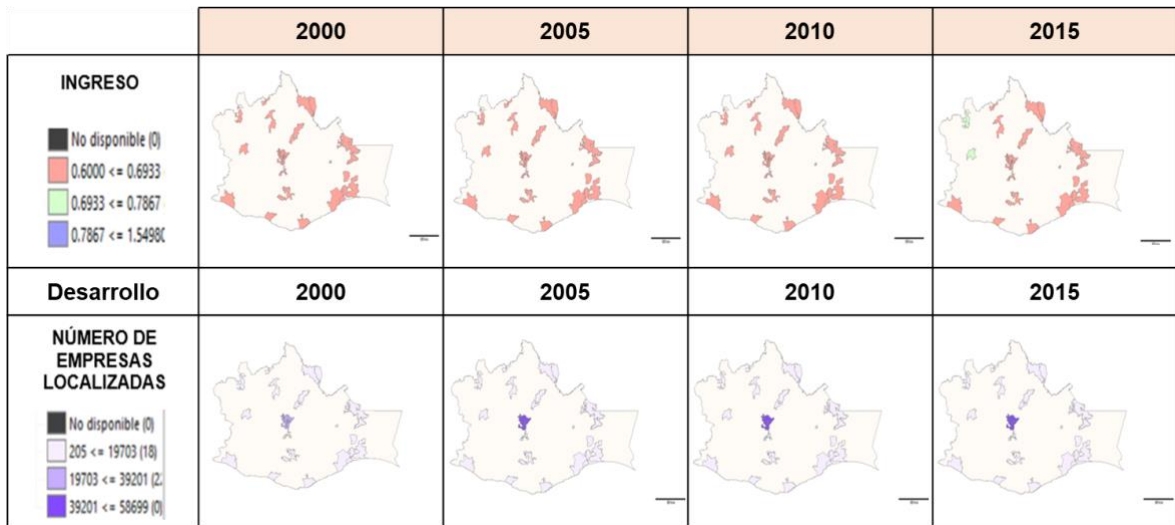 2000 2005 2010 2015
INGRESO
No disponible (0)
0.6000 <= 0.6933
0.6933 <= 0.7867
0.7867 <= 1.5498
Desarrollo 2000 2005 2010 2015
NÚMERO DE
EMPRESAS
LOCALIZADAS
No disponible (0)
205 <= 19703 (18)
19703 <= 39201 (2
39201 <= 58699 (0)